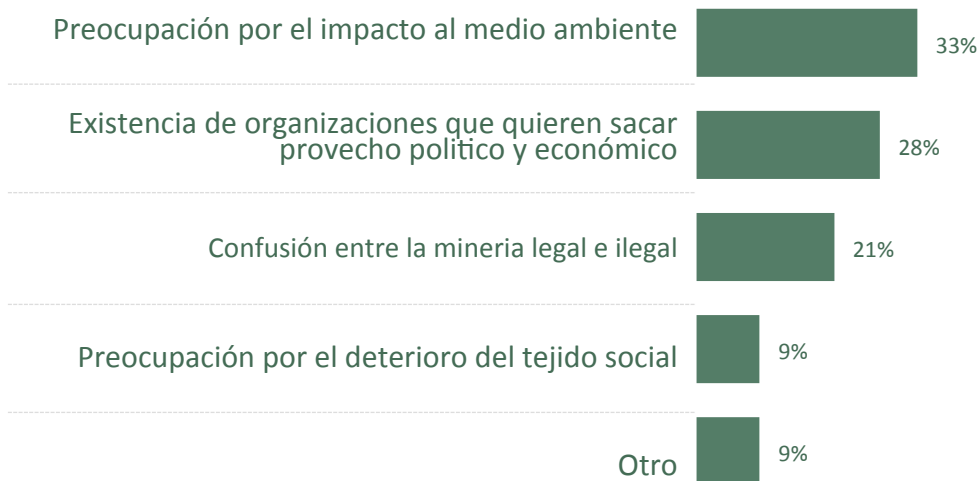 Preocupación por el impacto al medio ambiente
33%
Existencia de organizaciones que quieren sacar
provecho politico y económico
28%
Confusión entre la mineria legal e ilegal
21%
Preocupación por el deterioro del tejido social
9%
Otro
9%